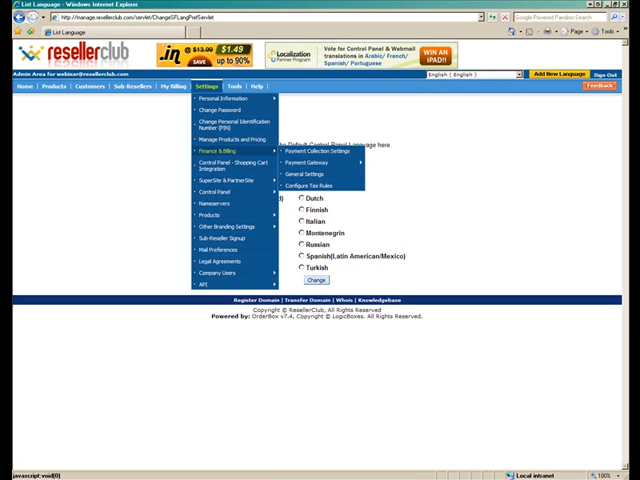 List Language - Windows Internet Explorer
http://manage.resellerclub.com/servlet/ChangeSFLangPrefServlet
Google Powered Pandion Search
List Language
Page
Tools
resellerclub
.in @ $13.99 $1.49
SAVE up to 90%
Localization
Partner Program
Vote for Control Panel & Webmail
translations in Arabic/ French/
Spanish/ Portuguese
WIN AN
iPAD!!
Admin Area for webinar@resellerclub.com
English ( English )
Add New Language
Sign Out
Home
Products
Customers
Sub-Resellers
My Billing
Settings
Tools
Help
Feedback
Personal Information
Change Password
Change Personal Identification
Number (PIN)
Manage Products and Pricing
Default Control Panel Language here.
Finance & Billing
Payment Collection Settings
Control Panel - Shopping Cart
Integration
Payment Gateway
General Settings
SuperSite & PartnerSite
Configure Tax Rules
Control Panel
Dutch
Nameservers
Finnish
Products
Italian
Other Branding Settings
Montenegrin
Sub-Reseller Signup
Russian
Mail Preferences
Spanish(Latin American/Mexico)
Legal Agreements
Turkish
Company Users
Change
API
Register Domain | Transfer Domain | Whois | Knowledgebase
Copyright © ResellerClub, All Rights Reserved
Powered by: OrderBox v7.4, Copyright © LogicBoxes. All Rights Reserved.
javascript:void(0)
Local intranet
100%